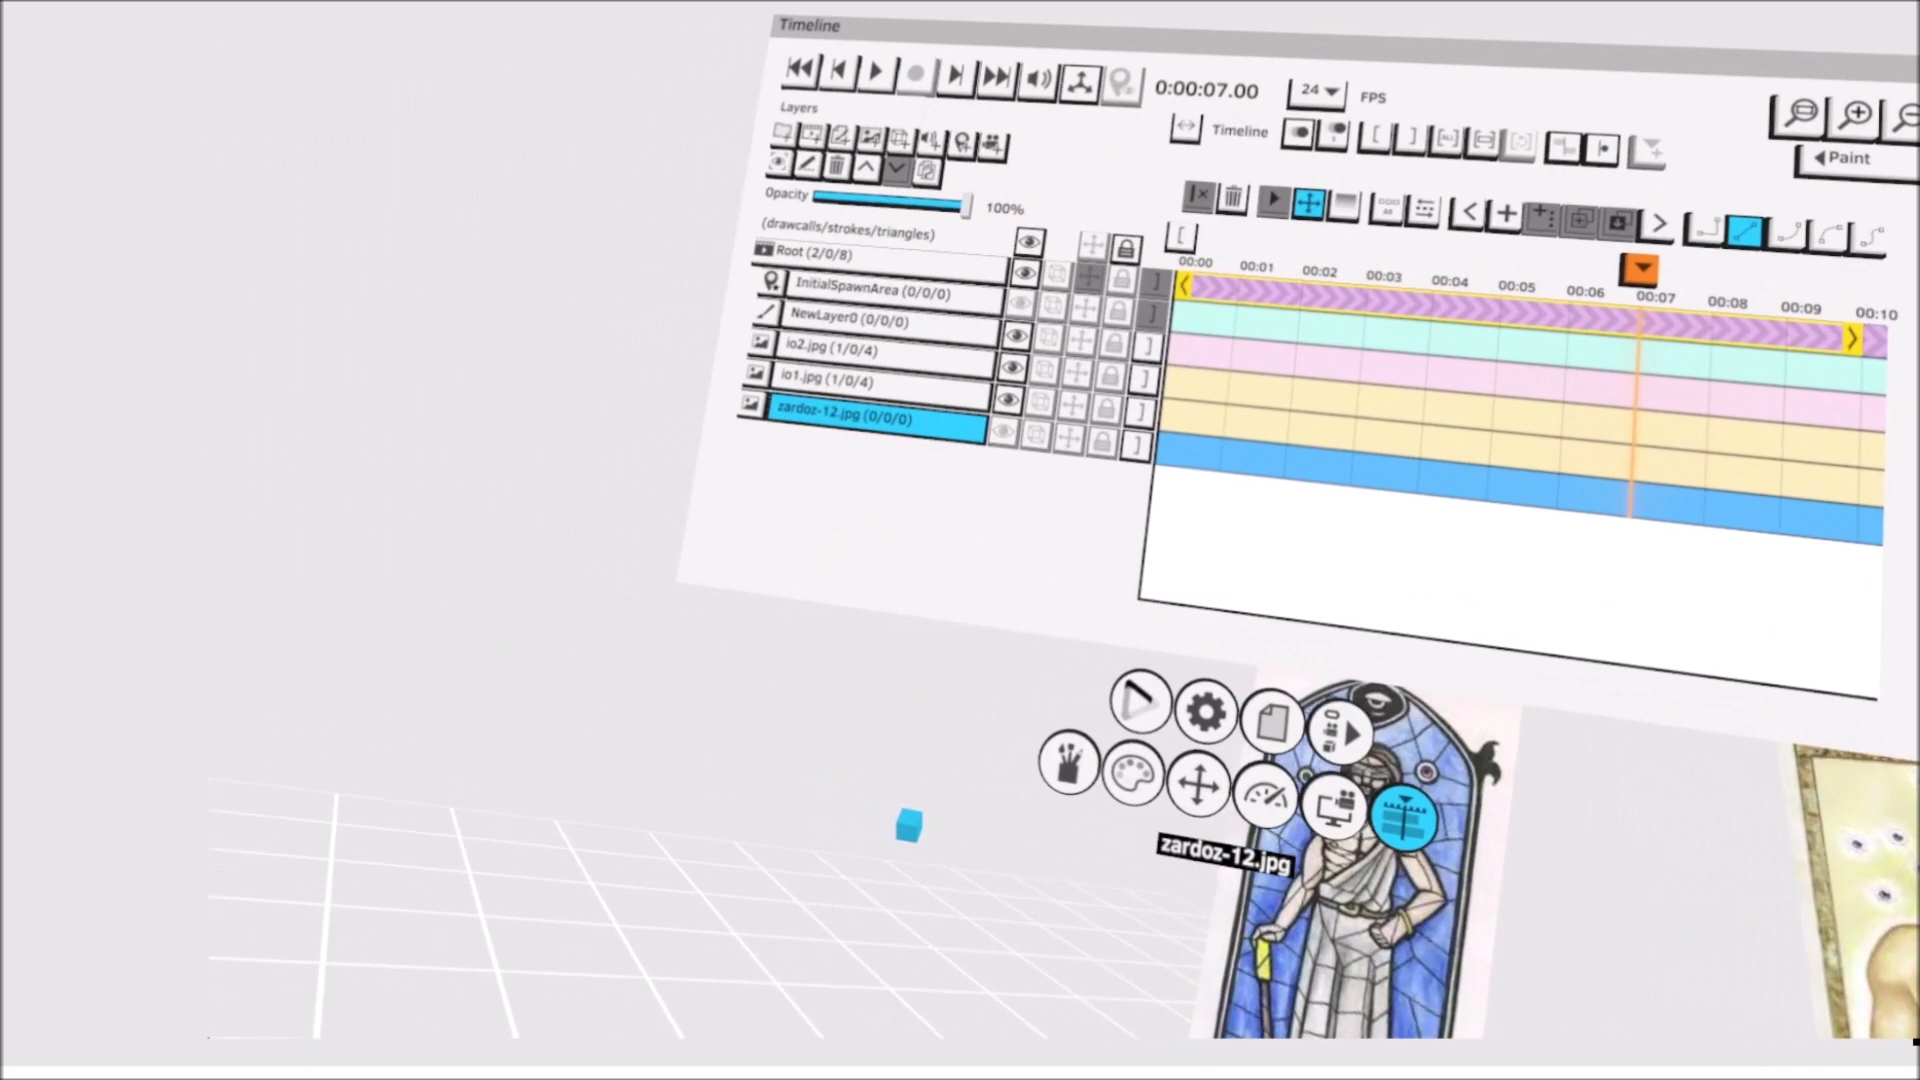 Timeline
0:00:07.00
24
FPS
Layers
Timeline
[ALL]
Paint
Opacity
100%
All
(drawcalls/strokes/triangles)
Root (2/0/8)
InitialSpawnArea (0/0/0)
NewLayer0 (0/0/0)
io2.jpg (1/0/4)
io1.jpg (1/0/4)
zardoz-12.jpg (0/0/0)
00:00 00:01 00:02 00:03 00:04 00:05 00:06 00:07 00:08 00:09 00:10
zardoz-12.jpg